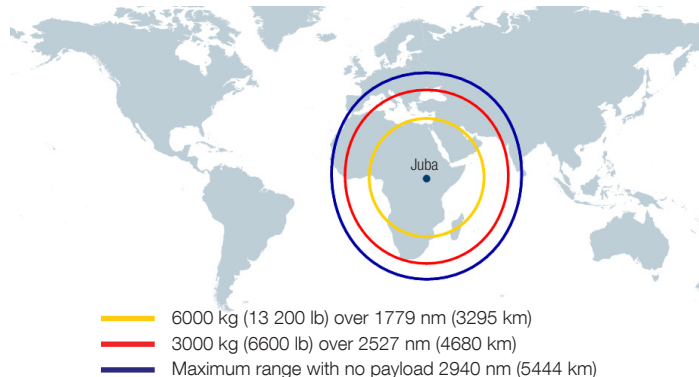 Juba
6000 kg (13 200 lb) over 1779 nm (3295 km)
3000 kg (6600 lb) over 2527 nm (4680 km)
Maximum range with no payload 2940 nm (5444 km)